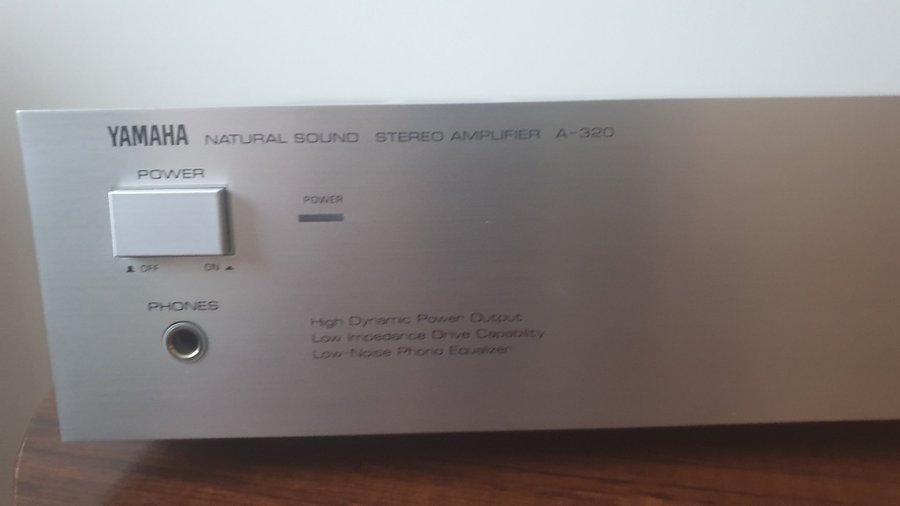 YAMAHA NATURAL SOUND STEREO AMPLIFIER A-320
POWER
POWER
OFF ON
PHONES
High Dynamic Power Output
Low Impedance Drive Capability
Low-Noise Phono Equalizer